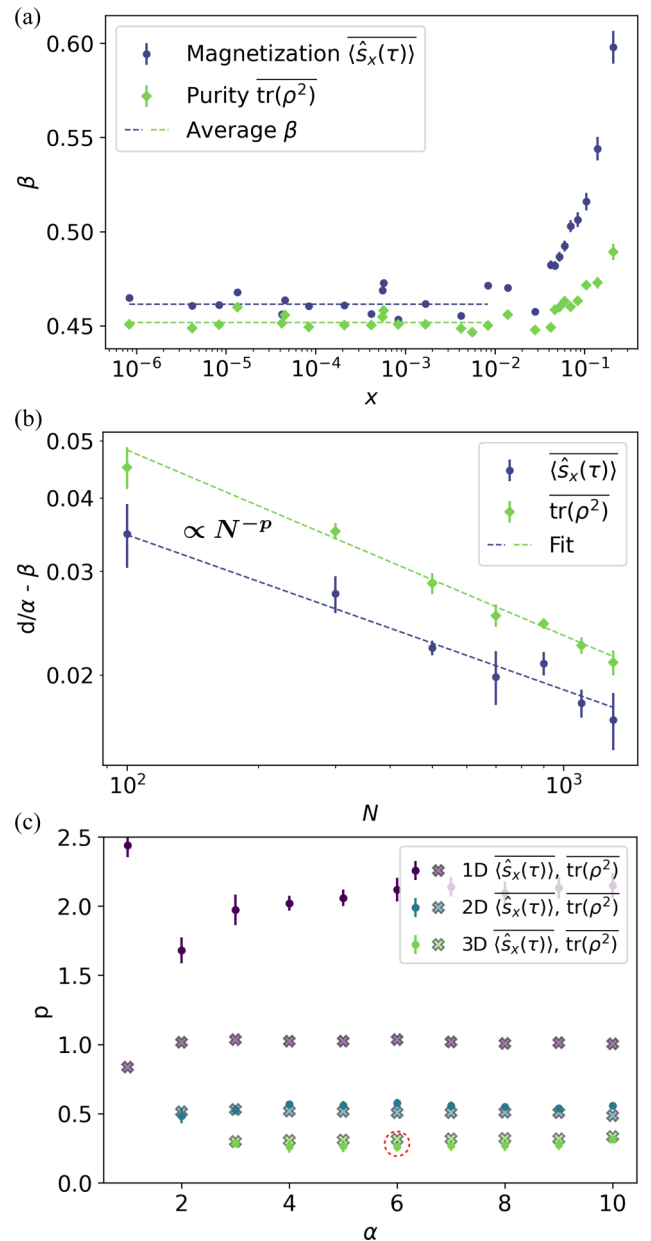 (a)
0.60
0.55
0.50
0.45
β
Magnetization ⟨ŝₓ(τ)⟩
Purity tr(ρ²)
Average β
10⁻⁶ 10⁻⁵ 10⁻⁴ 10⁻³ 10⁻² 10⁻¹
x
(b)
0.05
0.04
0.03
0.02
d/α - β
⟨ŝₓ(τ)⟩
tr(ρ²)
Fit
∝ N⁻ᵖ
10² 10³
N
(c)
2.5
2.0
1.5
1.0
0.5
0.0
p
1D ⟨ŝₓ(τ)⟩, tr(ρ²)
2D ⟨ŝₓ(τ)⟩, tr(ρ²)
3D ⟨ŝₓ(τ)⟩, tr(ρ²)
2 4 6 8 10
α